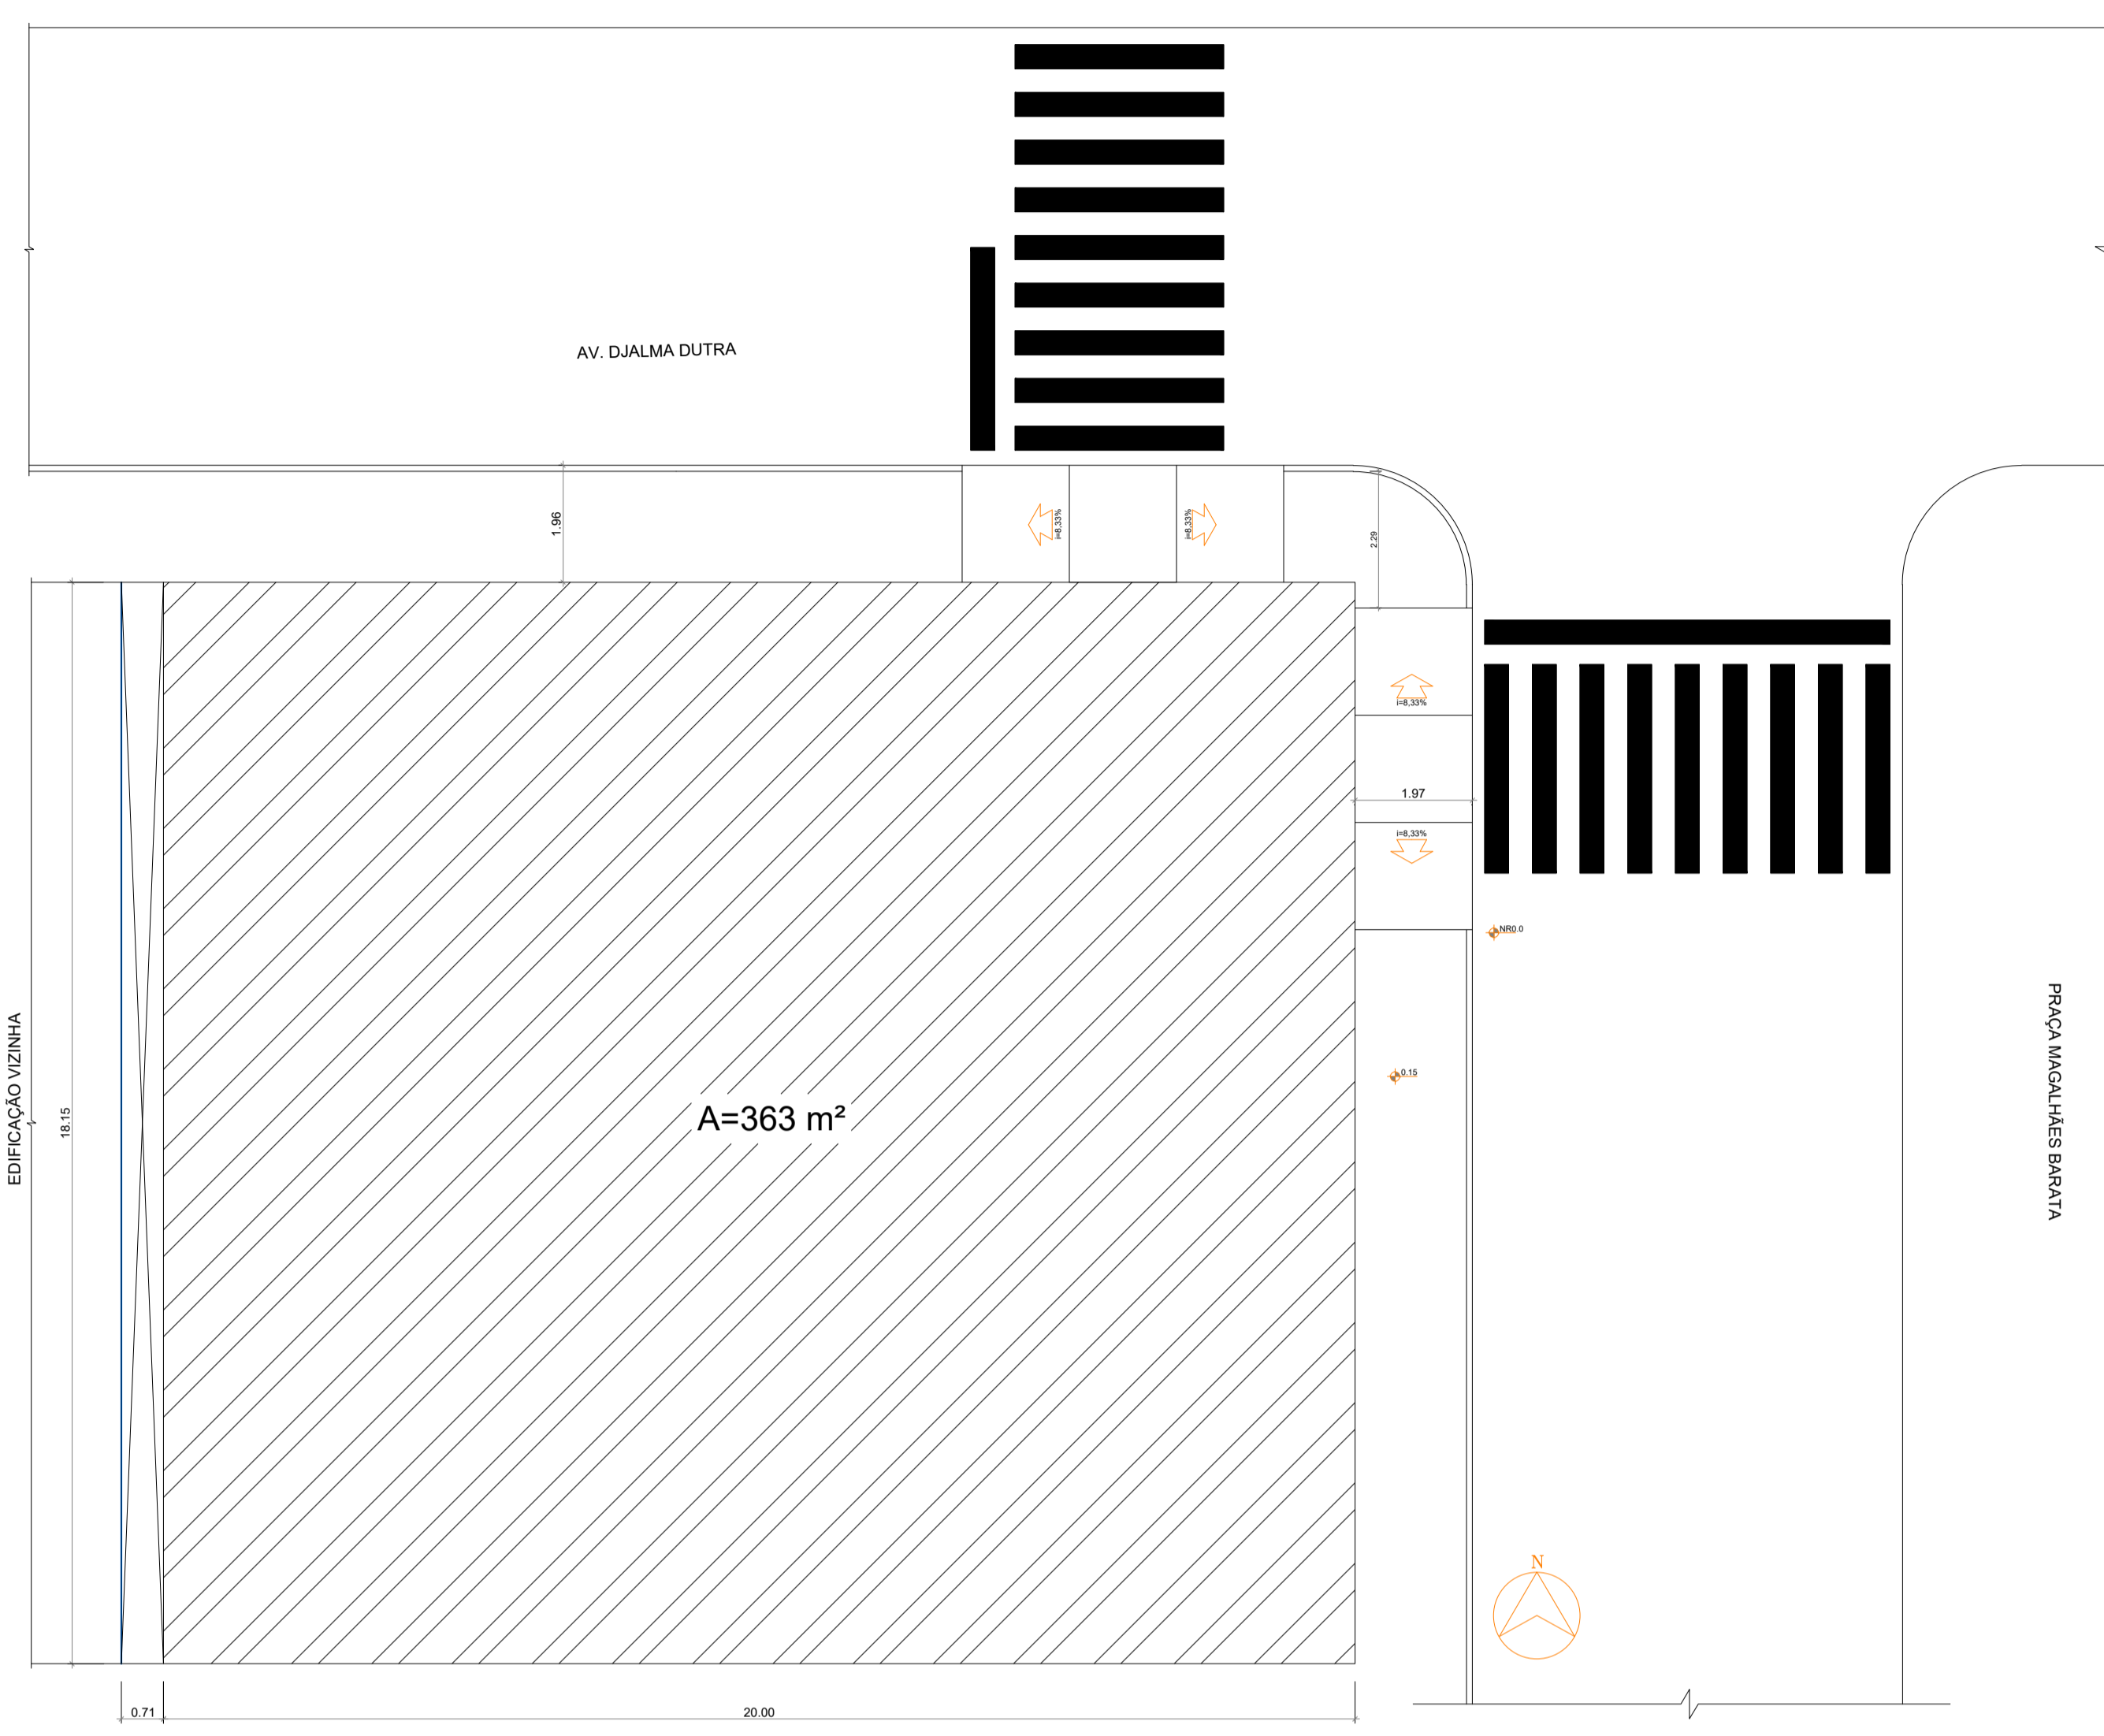 AV. DJALMA DUTRA
1.96
i=8,33%
i=8,33%
2.29
i=8,33%
1.97
i=8,33%
NR0.0
0.15
EDIFICAÇÃO VIZINHA
18.15
A=363 m²
PRAÇA MAGALHÃES BARATA
N
0.71
20.00